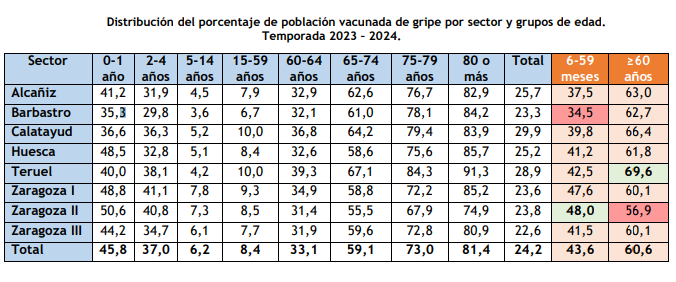 Distribución del porcentaje de población vacunada de gripe por sector y grupos de edad.
Temporada 2023 – 2024.
Sector 0-1 año 2-4 años 5-14 años 15-59 años 60-64 años 65-74 años 75-79 años 80 o más Total 6-59 meses ≥60 años
Alcañiz 41,2 31,9 4,5 7,9 32,9 62,6 76,7 82,9 25,7 37,5 63,0
Barbastro 35,3 29,8 3,6 6,7 32,1 61,0 78,1 84,2 23,3 34,5 62,7
Calatayud 36,6 36,3 5,2 10,0 36,8 64,2 79,4 83,9 29,9 39,8 66,4
Huesca 48,5 32,8 5,1 8,4 32,6 58,6 75,6 85,7 25,2 41,2 61,8
Teruel 40,0 38,1 4,2 10,0 39,3 67,1 84,3 91,3 28,9 42,5 69,6
Zaragoza I 48,8 41,1 7,8 9,3 34,9 58,8 72,2 85,2 23,6 47,6 60,1
Zaragoza II 50,6 40,8 7,3 8,5 31,4 55,5 67,9 74,9 23,8 48,0 56,9
Zaragoza III 44,2 34,7 6,1 7,7 31,9 59,6 72,8 80,9 22,6 41,5 60,1
Total 45,8 37,0 6,2 8,4 33,1 59,1 73,0 81,4 24,2 43,6 60,6